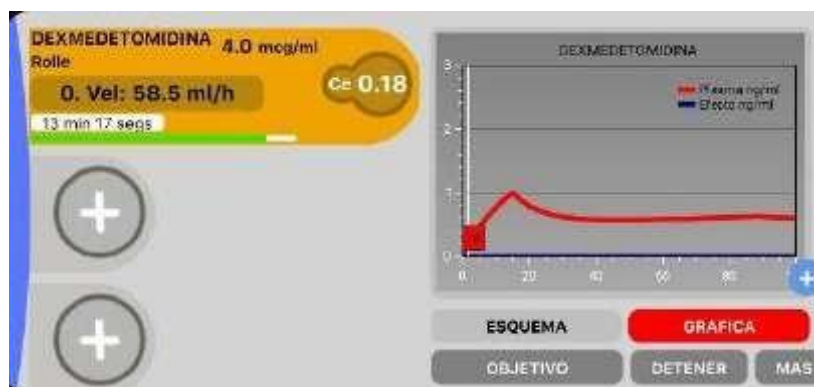 DEXMEDETOMIDINA 4.0 mcg/ml
Rolle
0. Vel: 58.5 ml/h
Ce 0.18
13 min 17 segs
DEXMEDETOMIDINA
Plasma ng/ml
Efecto ng/ml
3
2
1
0
0 20 40 60 80
ESQUEMA
GRAFICA
OBJETIVO
DETENER
MAS